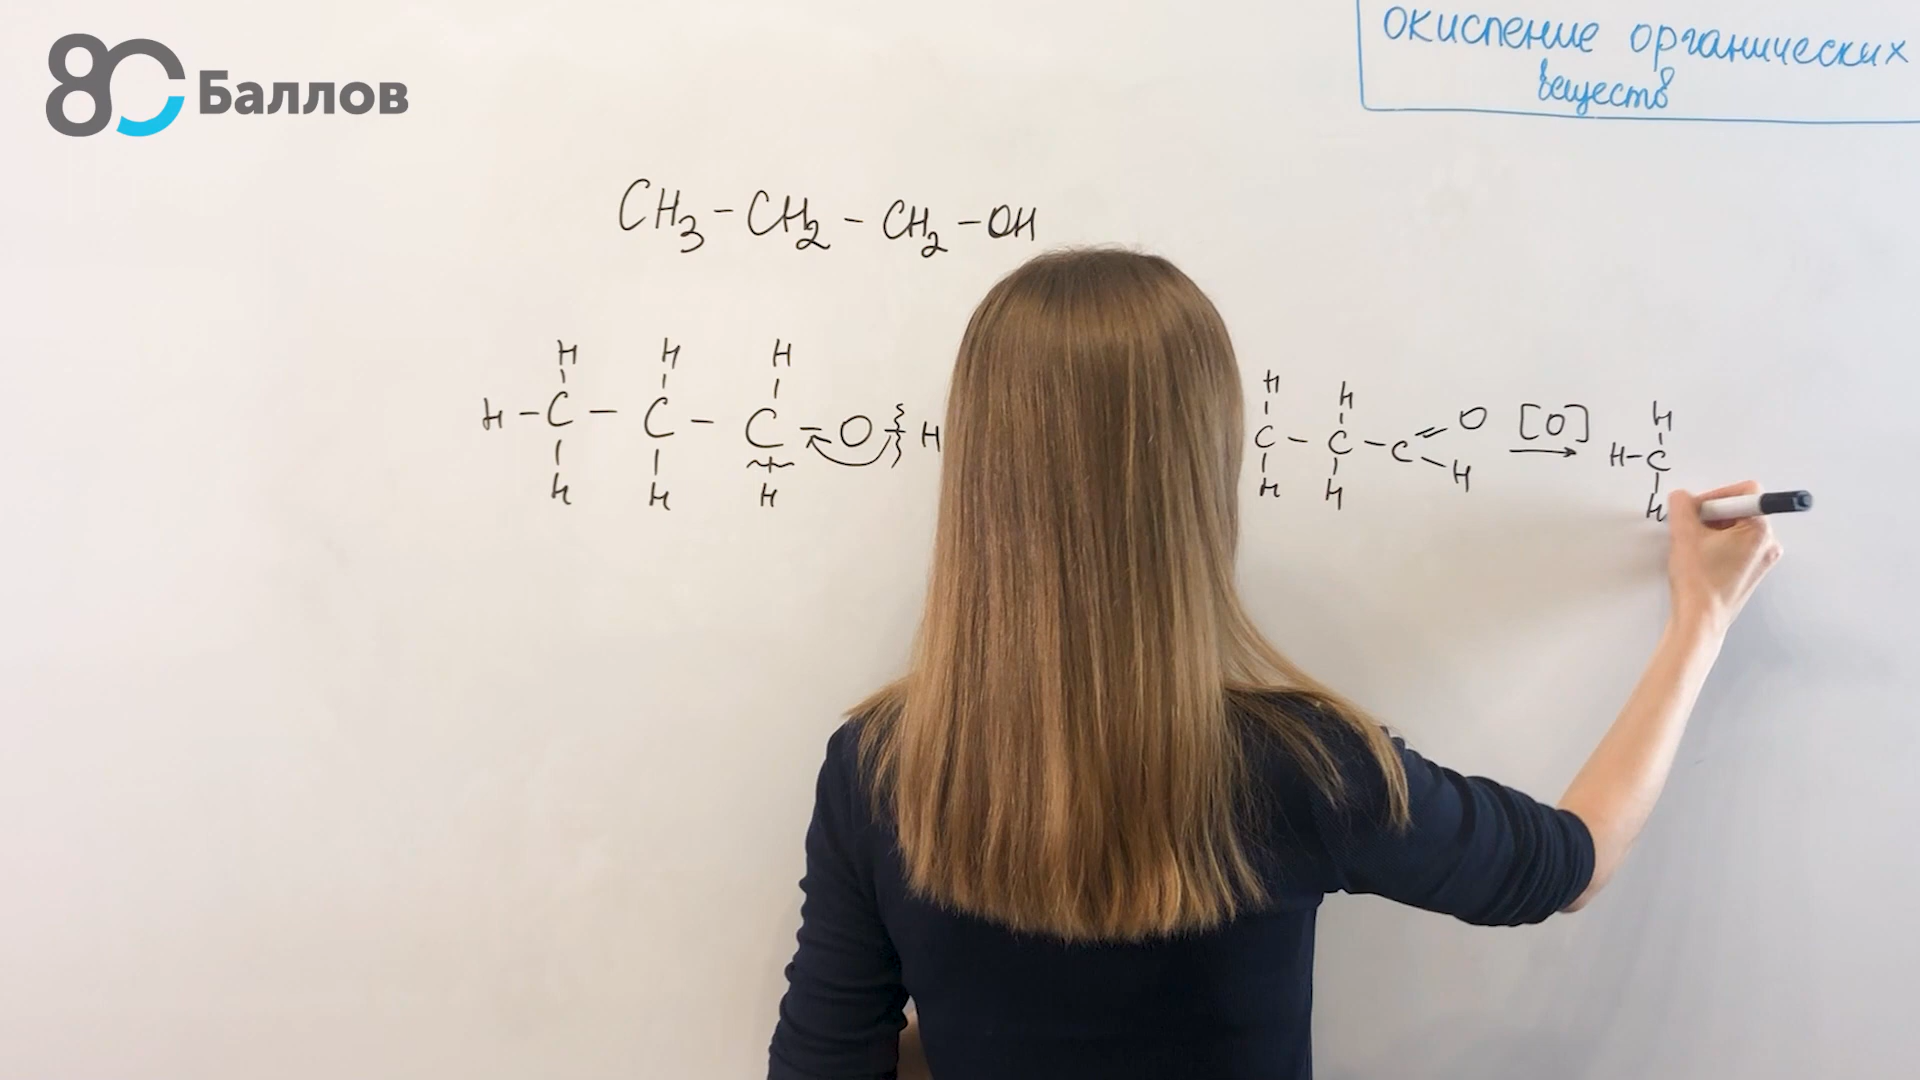 80 Баллов
окисление органических
веществ
CH3 – CH2 – CH2 – OH
H H H H H
H
H – C – C – C – O H C – C – C = O [O] H – C
H
H H H H H H